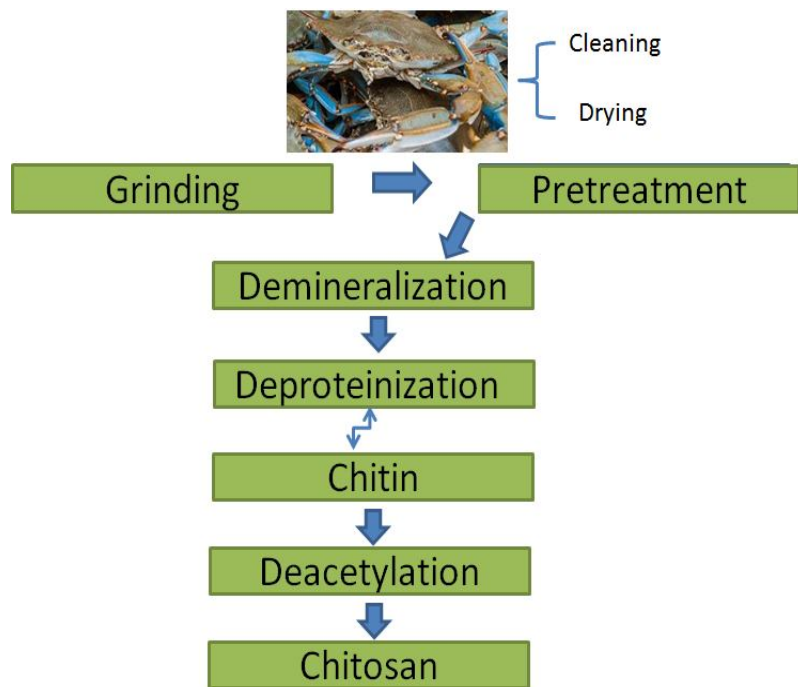 Cleaning
Drying
Grinding
Pretreatment
Demineralization
Deproteinization
Chitin
Deacetylation
Chitosan